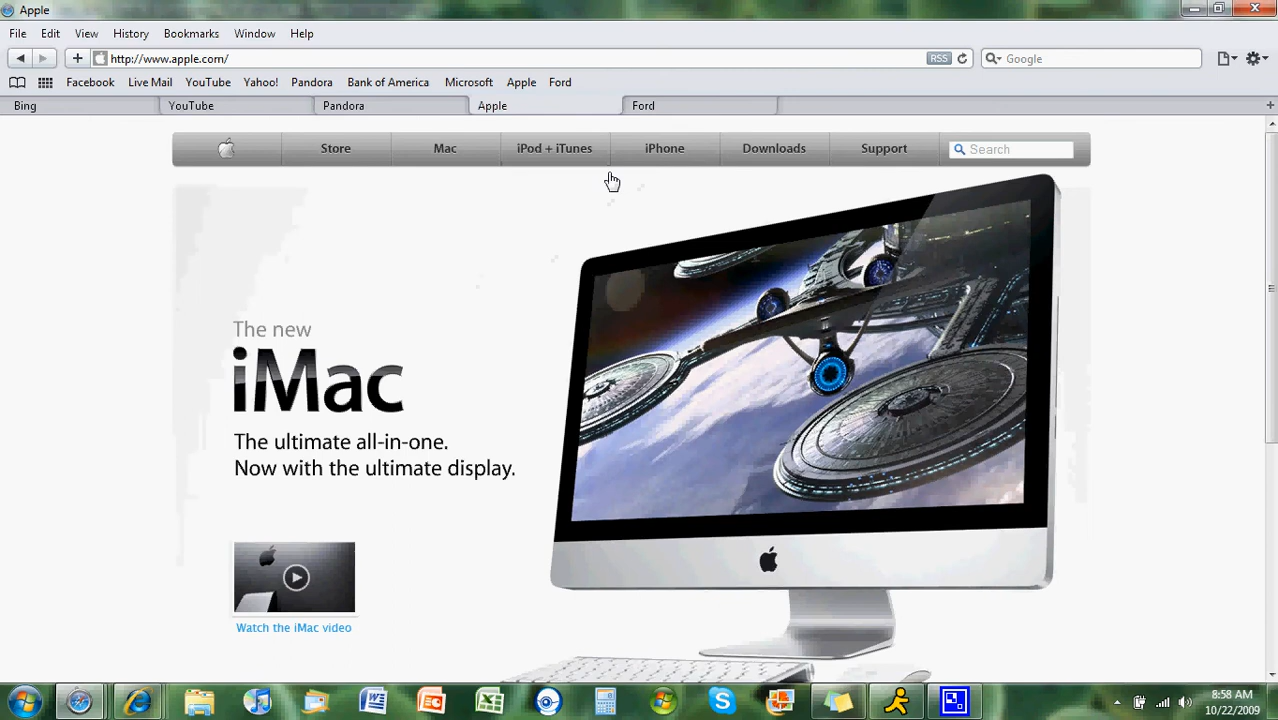 Apple
File Edit View History Bookmarks Window Help
http://www.apple.com/ RSS Google
Facebook Live Mail YouTube Yahoo! Pandora Bank of America Microsoft Apple Ford
Bing YouTube Pandora Apple Ford
Store Mac iPod + iTunes iPhone Downloads Support Search
The new
iMac
The ultimate all-in-one.
Now with the ultimate display.
Watch the iMac video
8:58 AM
10/22/2009